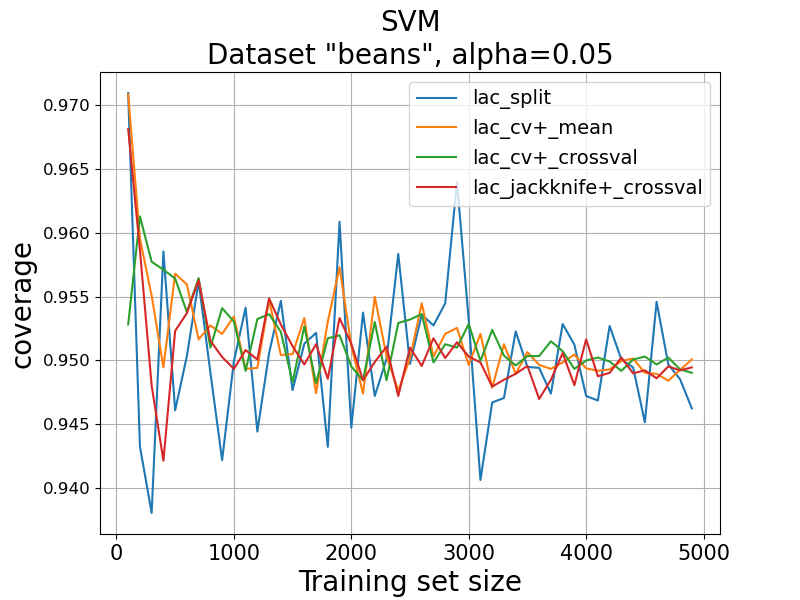 SVM
Dataset "beans", alpha=0.05
lac_split
lac_cv+_mean
lac_cv+_crossval
lac_jackknife+_crossval
0.970
0.965
0.960
0.955
0.950
0.945
0.940
coverage
0
1000
2000
3000
4000
5000
Training set size